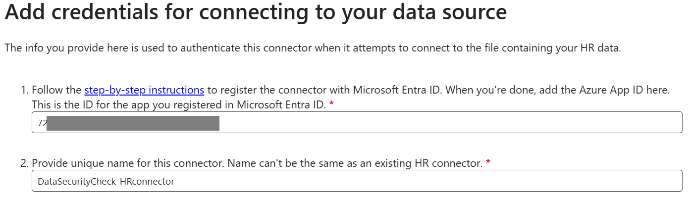 Add credentials for connecting to your data source
The info you provide here is used to authenticate this connector when it attempts to connect to the file containing your HR data.
1. Follow the step-by-step instructions to register the connector with Microsoft Entra ID. When you're done, add the Azure App ID here.
This is the ID for the app you registered in Microsoft Entra ID. *
2. Provide unique name for this connector. Name can't be the same as an existing HR connector. *
DataSecurityCheck-HRconnector